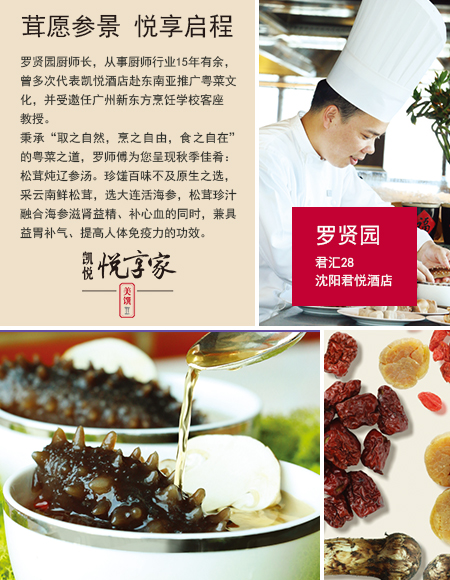 茸愿参景 悦享启程
罗贤园厨师长，从事厨师行业15年有余，
曾多次代表凯悦酒店赴东南亚推广粤菜文
化，并受邀任广州新东方烹饪学校客座
教授。
秉承“取之自然，烹之自由，食之自在”
的粤菜之道，罗师傅为您呈现秋季佳肴：
松茸炖辽参汤。珍馐百味不及原生之选，
采云南鲜松茸，选大连活海参，松茸珍汁
融合海参滋肾益精、补心血的同时，兼具
益胃补气、提高人体免疫力的功效。
凯悦 悦享家
美馔
罗贤园
君汇28
沈阳君悦酒店